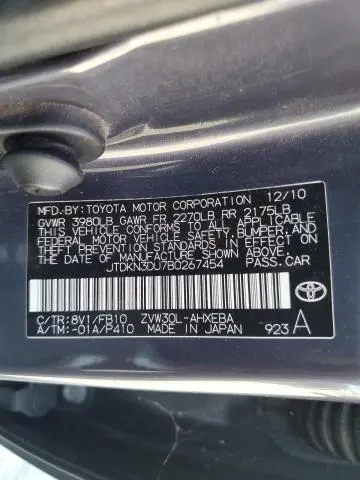 MFD.BY:TOYOTA MOTOR CORPORATION 12/10
GVWR 3980LB GAWR FR 2270LB RR 2175LB
THIS VEHICLE CONFORMS TO ALL APPLICABLE
FEDERAL MOTOR VEHICLE SAFETY, BUMPER, AND
THEFT PREVENTION STANDARDS IN EFFECT ON
THE DATE OF MANUFACTURE SHOWN ABOVE.
JTDKN3DU7B0267454 PASS.CAR
C/TR:8V1/FB10 ZVW30L-AHXEBA
A/TM:-01A/P410 MADE IN JAPAN 923 A